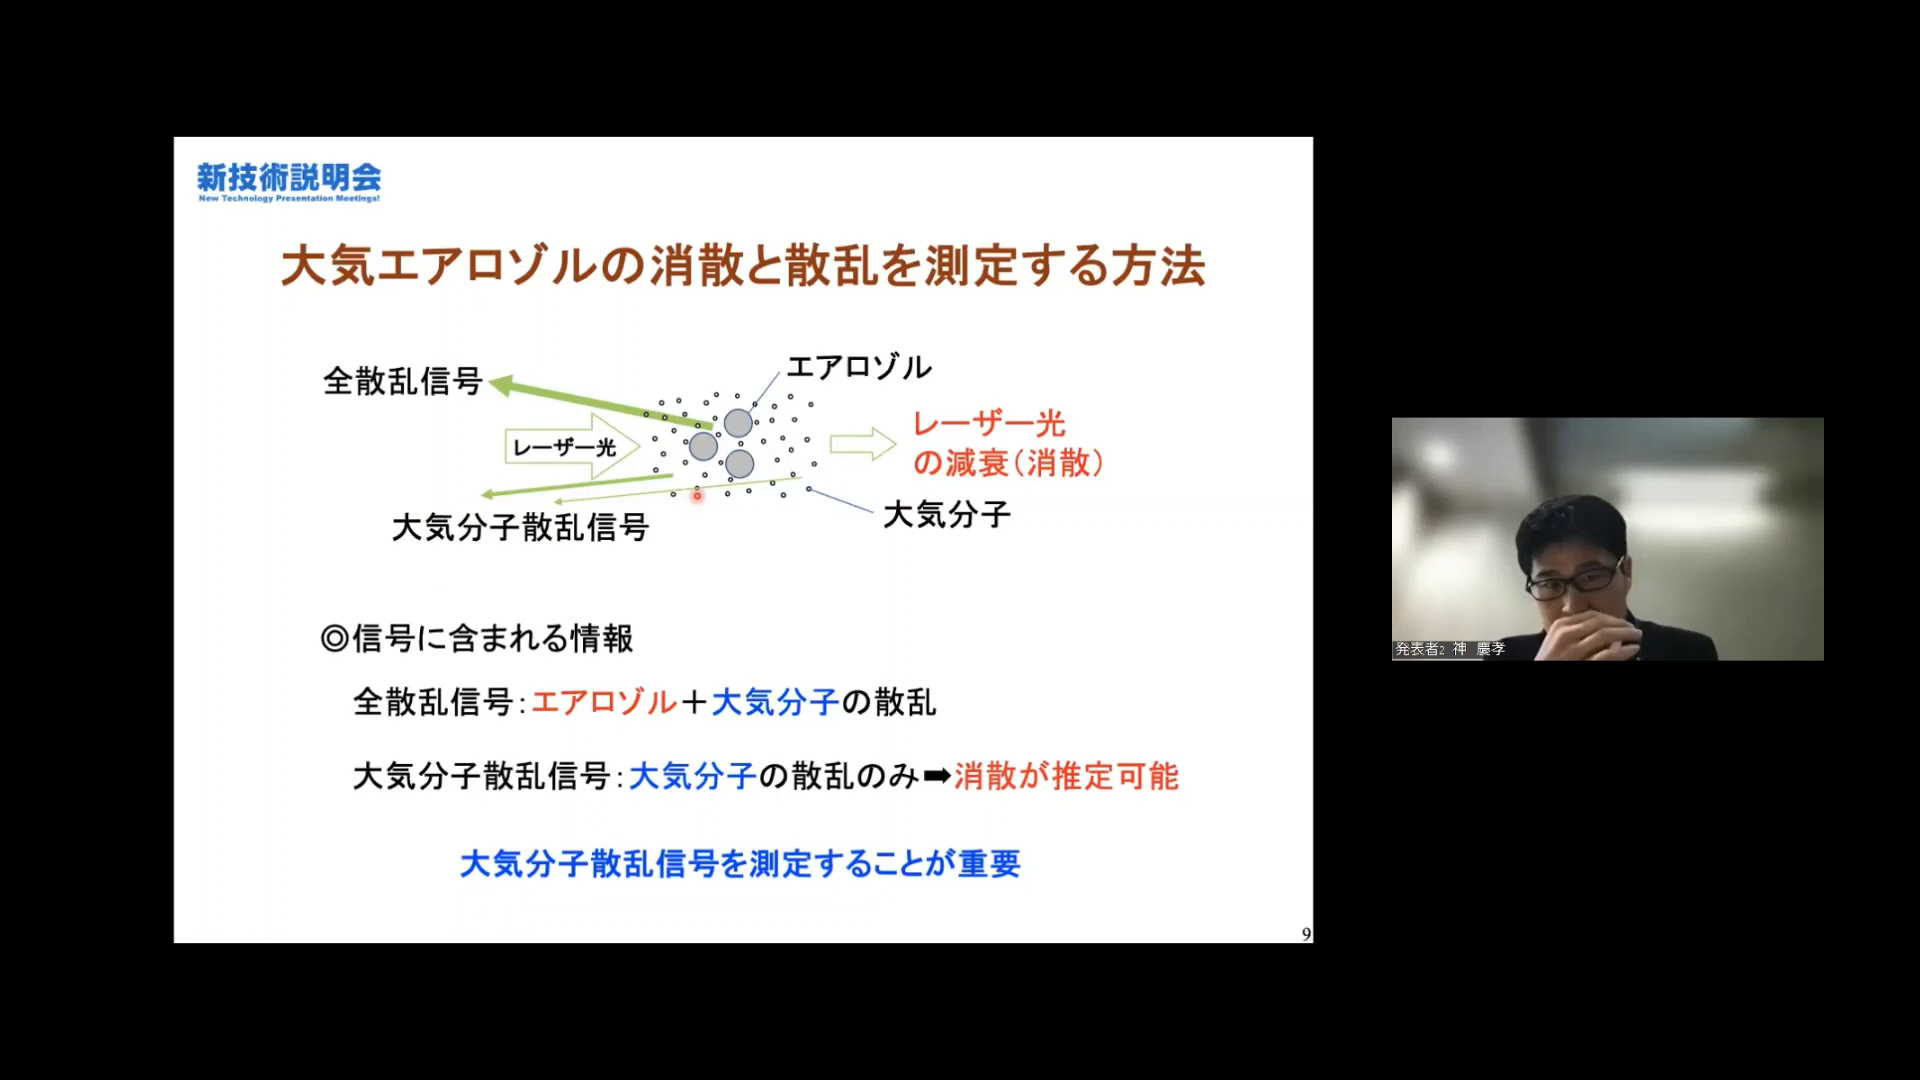 新技術説明会
New Technology Presentation Meetings!
大気エアロゾルの消散と散乱を測定する方法
全散乱信号
エアロゾル
レーザー光
レーザー光
の減衰(消散)
大気分子散乱信号
大気分子
◎信号に含まれる情報
全散乱信号:エアロゾル+大気分子の散乱
大気分子散乱信号:大気分子の散乱のみ➡消散が推定可能
大気分子散乱信号を測定することが重要
9
発表者2 神 慶孝